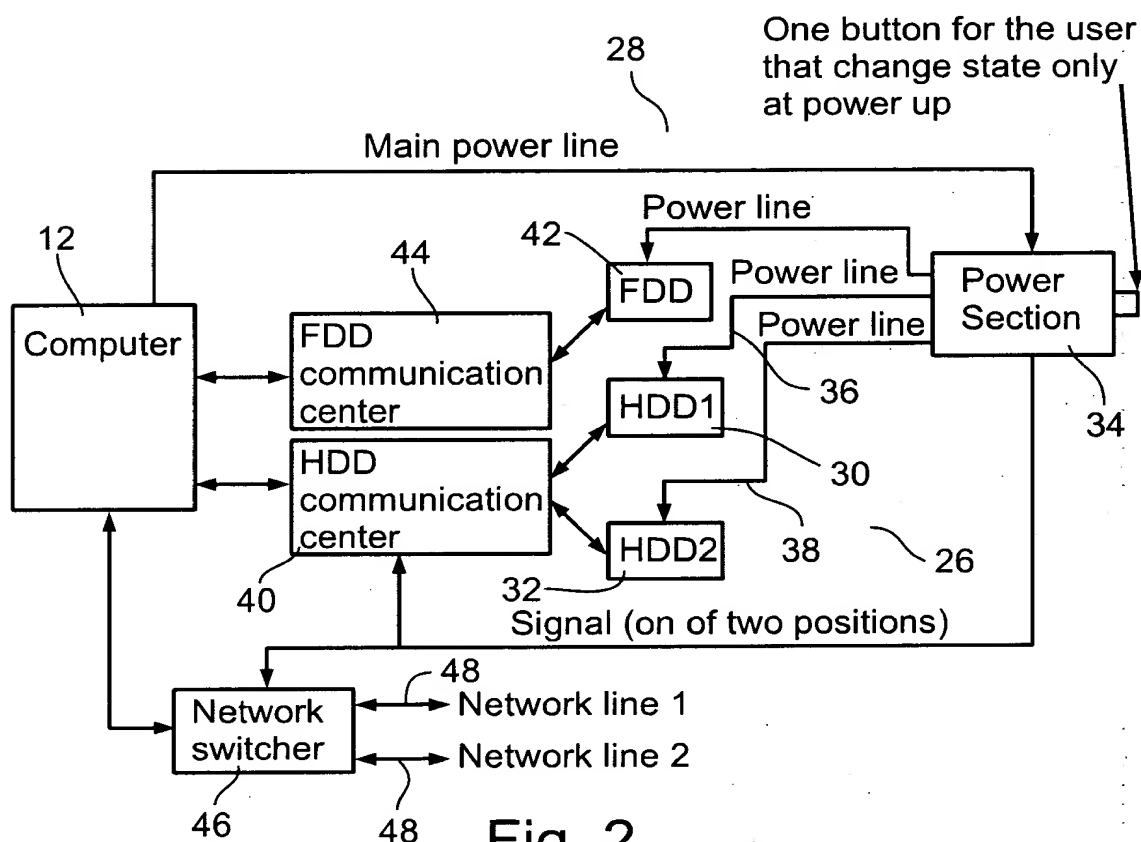 One button for the user
that change state only
at power up
28
Main power line
Power line
12
44
42
FDD
Power line
Power
Section
Computer
FDD
communication
center
Power line
36
34
HDD1
30
HDD
communication
center
38
26
HDD2
40
32
Signal (on of two positions)
48
Network line 1
Network
switcher
Network line 2
46
48
Fig. 2